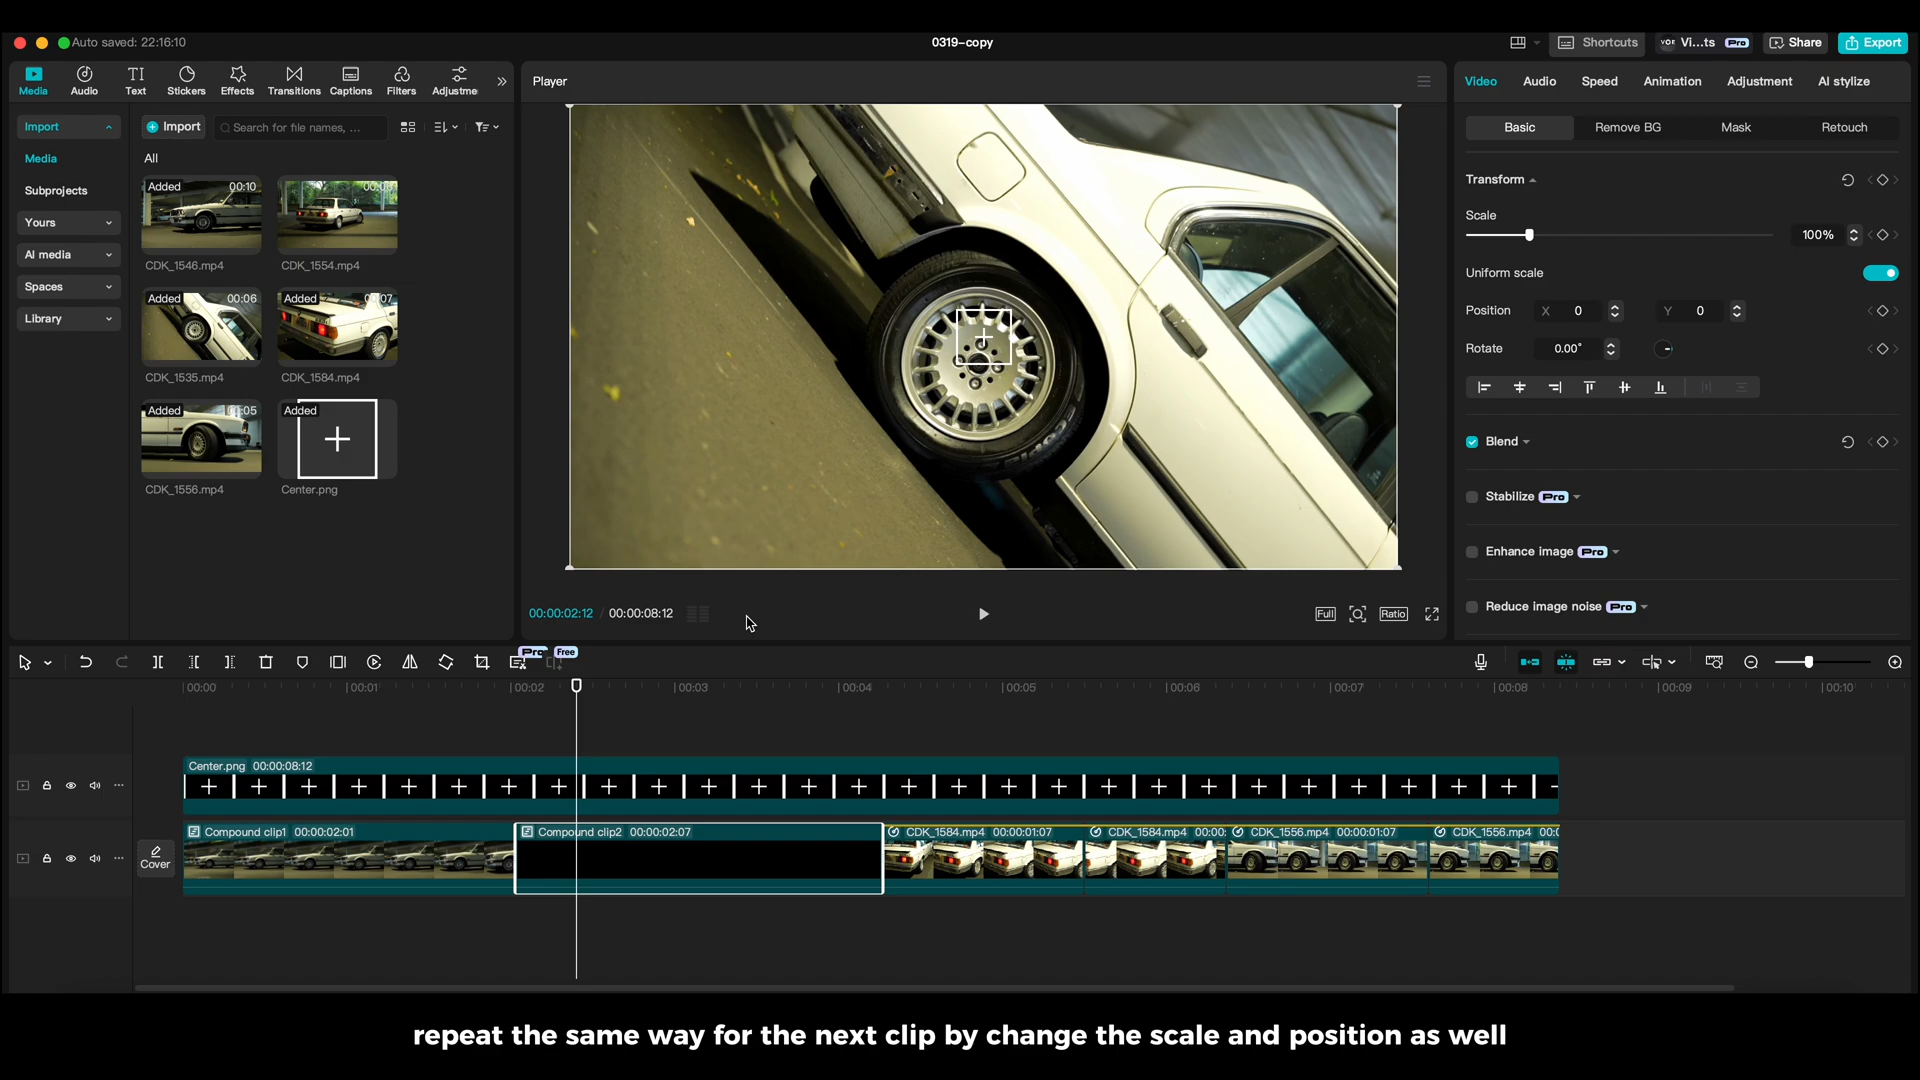 Auto saved: 22:16:10
0319-copy
Shortcuts
Vi...ts
Pro
Share
Export
Media
Audio
Text
Stickers
Effects
Transitions
Captions
Filters
Adjustme
Player
Video
Audio
Speed
Animation
Adjustment
AI stylize
Import
Media
Subprojects
Yours
AI media
Spaces
Library
Import
Search for file names, ...
All
Added 00:10
CDK_1546.mp4
CDK_1554.mp4
Added 00:06
CDK_1535.mp4
Added 00:07
CDK_1584.mp4
Added
CDK_1556.mp4
Added
Center.png
00:00:02:12 / 00:00:08:12
Full
Ratio
Basic
Remove BG
Mask
Retouch
Transform
Scale
100%
Uniform scale
Position X 0 Y 0
Rotate 0.00°
Blend
Stabilize Pro
Enhance image Pro
Reduce image noise Pro
Pro
Free
00:00
00:01
00:02
00:03
00:04
00:05
00:06
00:07
00:08
00:09
00:10
Center.png 00:00:08:12
Cover
Compound clip1 00:00:02:01
Compound clip2 00:00:02:07
CDK_1584.mp4 00:00:01:07
CDK_1584.mp4 00:00:
CDK_1556.mp4 00:00:01:07
CDK_1556.mp4
repeat the same way for the next clip by change the scale and position as well